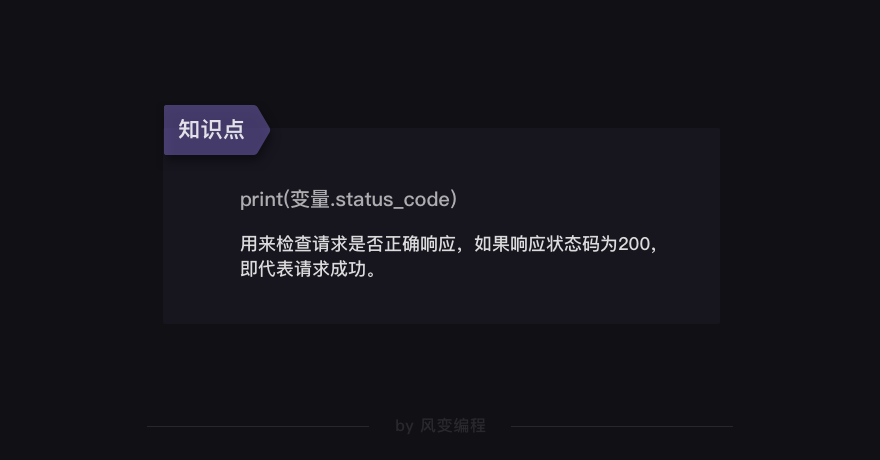 知识点
print(变量.status_code)
用来检查请求是否正确响应，如果响应状态码为200，
即代表请求成功。
by 风变编程